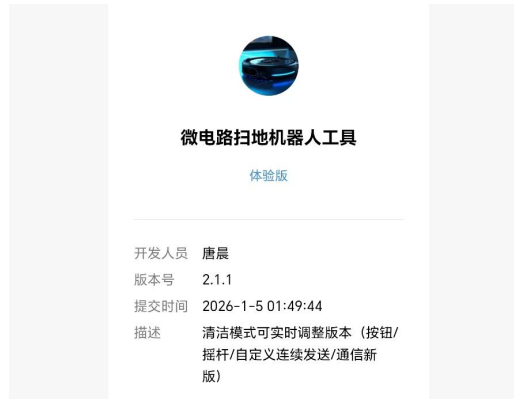 微电路扫地机器人工具
体验版
开发人员 唐晨
版本号 2.1.1
提交时间 2026-1-5 01:49:44
描述 清洁模式可实时调整版本（按钮/
摇杆/自定义连续发送/通信新
版）